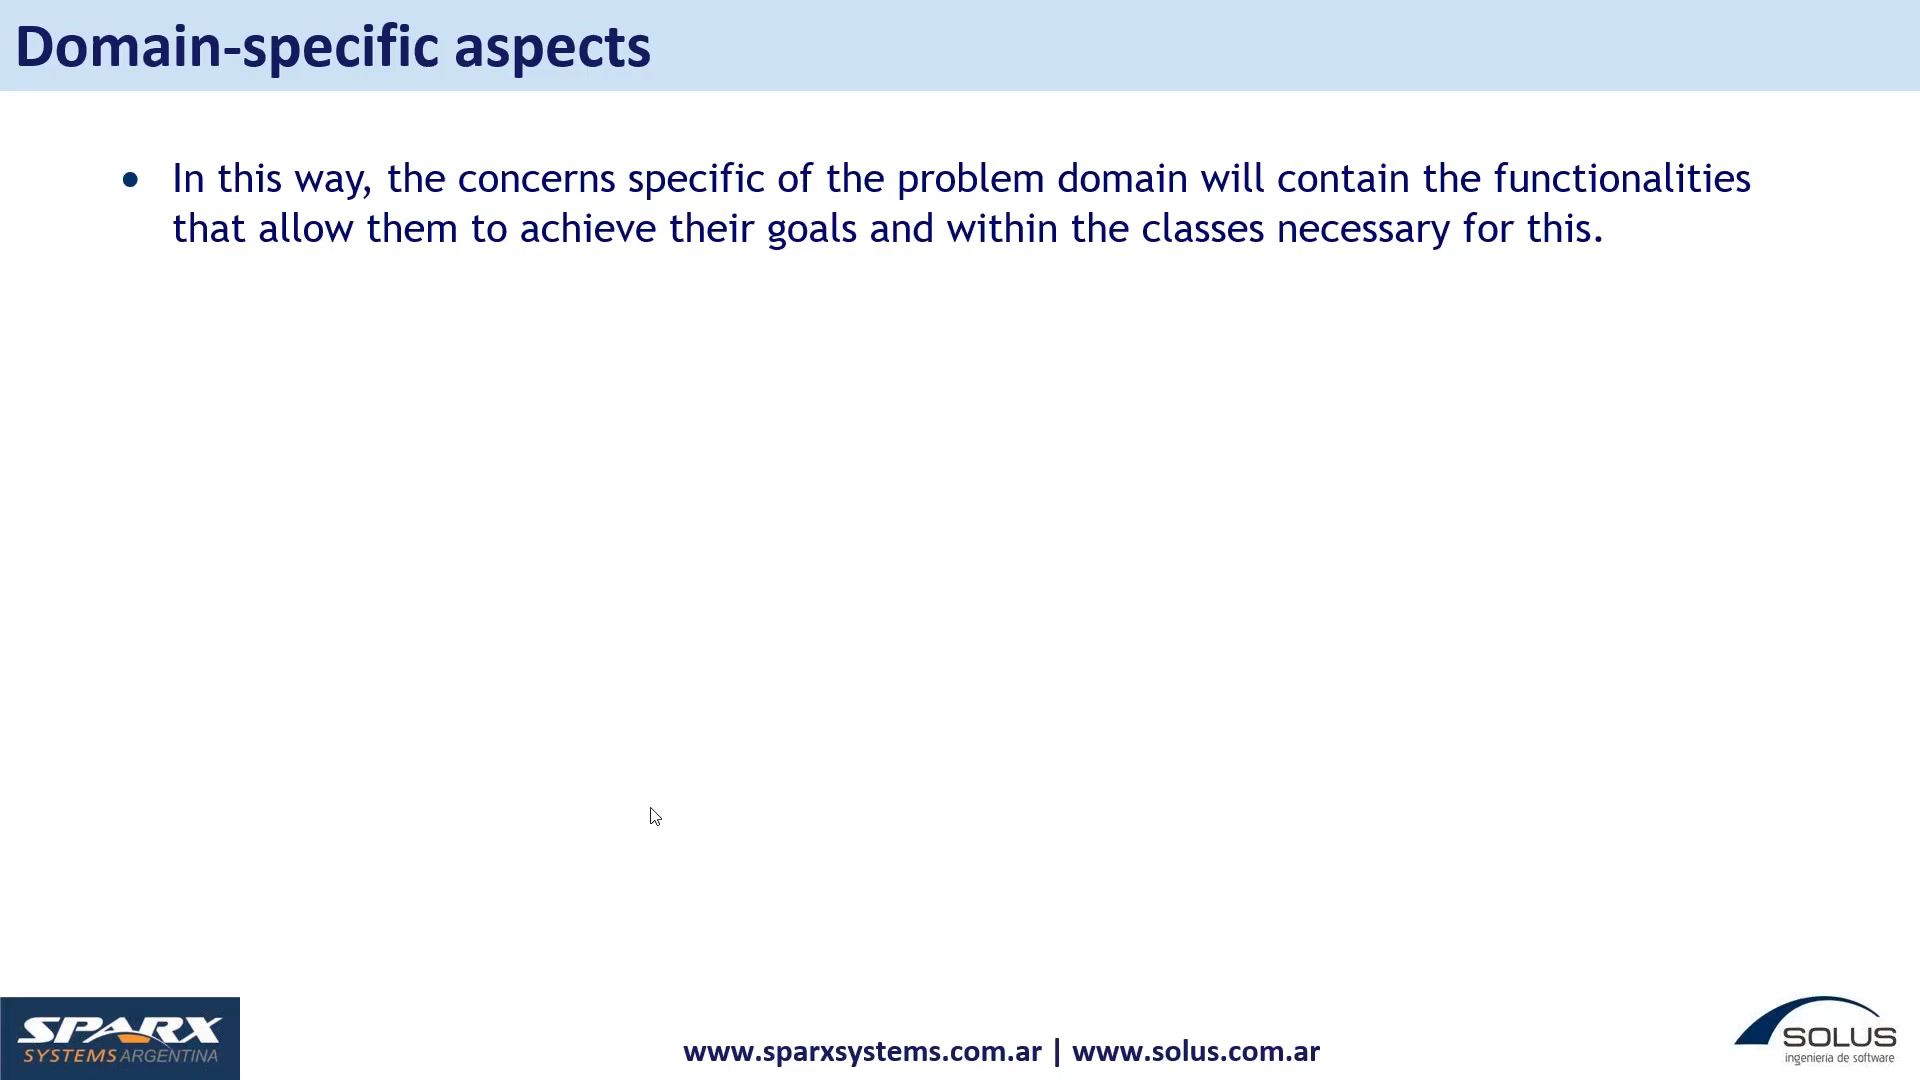 Domain-specific aspects
• In this way, the concerns specific of the problem domain will contain the functionalities
that allow them to achieve their goals and within the classes necessary for this.
SPARX
SYSTEMS ARGENTINA
www.sparxsystems.com.ar | www.solus.com.ar
SOLUS
ingeniería de software